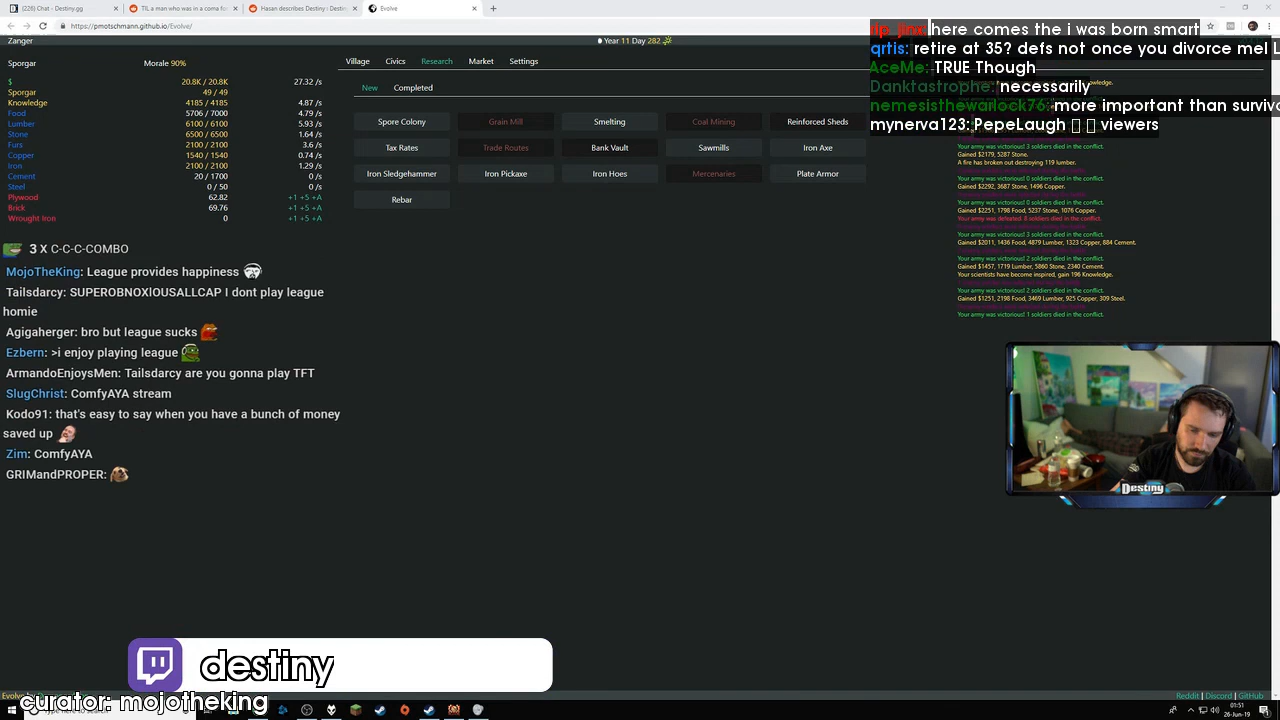 (226) Chat - Destiny.gg
TIL a man who was in a coma for
Hasan describes Destiny : Destiny
Evolve
https://pmotschmann.github.io/Evolve/
Zanger
Year 11 Day 282
Sporgar Morale 90%
$ 20.8K / 20.8K 27.32 /s
Sporgar 49 / 49
Knowledge 4185 / 4185 4.87 /s
Food 5706 / 7000 4.79 /s
Lumber 6100 / 6100 5.93 /s
Stone 6500 / 6500 1.64 /s
Furs 2100 / 2100 3.6 /s
Copper 1540 / 1540 0.74 /s
Iron 2100 / 2100 1.29 /s
Cement 20 / 1700 0 /s
Steel 0 / 50 0 /s
Plywood 62.82 +1 +5 +A
Brick 69.76 +1 +5 +A
Wrought Iron 0 +1 +5 +A
3 X C-C-C-COMBO
MojoTheKing: League provides happiness
Tailsdarcy: SUPEROBNOXIOUSALLCAP I dont play league
homie
Agigaherger: bro but league sucks
Ezbern: >i enjoy playing league
ArmandoEnjoysMen: Tailsdarcy are you gonna play TFT
SlugChrist: ComfyAYA stream
Kodo91: that's easy to say when you have a bunch of money
saved up
Zim: ComfyAYA
GRIMandPROPER:
Village Civics Research Market Settings
New Completed
Spore Colony Grain Mill Smelting Coal Mining Reinforced Sheds
Tax Rates Trade Routes Bank Vault Sawmills Iron Axe
Iron Sledgehammer Iron Pickaxe Iron Hoes Mercenaries Plate Armor
Rebar
rip_jinx: here comes the i was born smart
qrtis: retire at 35? defs not once you divorce me! L
AceMe: TRUE Though
Danktastrophe: necessarily
nemesisthewarlock76: more important than surviva
mynerva123: PepeLaugh viewers
Your army was victorious! 3 soldiers died in the conflict.
Gained $2179, 5287 Stone.
A fire has broken out destroying 119 lumber.
Your army was victorious! 0 soldiers died in the conflict.
Gained $2292, 3687 Stone, 1496 Copper.
Your army was victorious! 0 soldiers died in the conflict.
Gained $2251, 1798 Food, 5237 Stone, 1076 Copper.
Your army was defeated. 8 soldiers died in the conflict.
Your army was victorious! 3 soldiers died in the conflict.
Gained $2011, 1436 Food, 4879 Lumber, 1323 Copper, 884 Cement.
Your army was victorious! 2 soldiers died in the conflict.
Gained $1457, 1719 Lumber, 5860 Stone, 2340 Cement.
Your scientists have become inspired, gain 196 Knowledge.
Your army was victorious! 2 soldiers died in the conflict.
Gained $1251, 2198 Food, 3469 Lumber, 925 Copper, 309 Steel.
Your army was victorious! 1 soldiers died in the conflict.
Destiny
destiny
curator: mojotheking
Reddit | Discord | GitHub
01:51
26-Jun-19